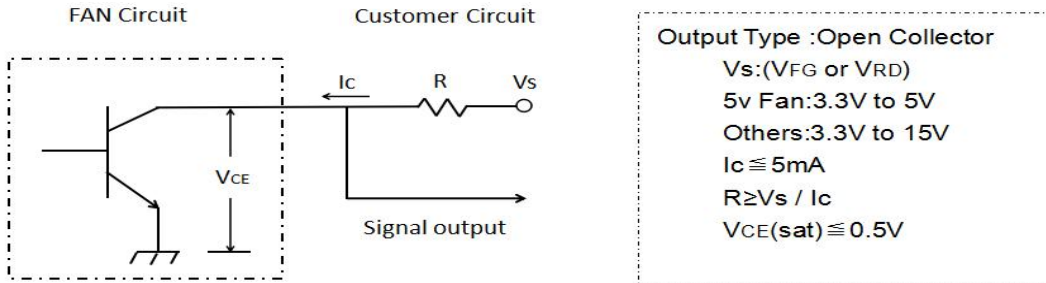 FAN Circuit
Customer Circuit
Ic
R
Vs
VCE
Signal output
Output Type :Open Collector
Vs:(VFG or VRD)
5v Fan:3.3V to 5V
Others:3.3V to 15V
Ic≦5mA
R≥Vs / Ic
VCE(sat)≦0.5V